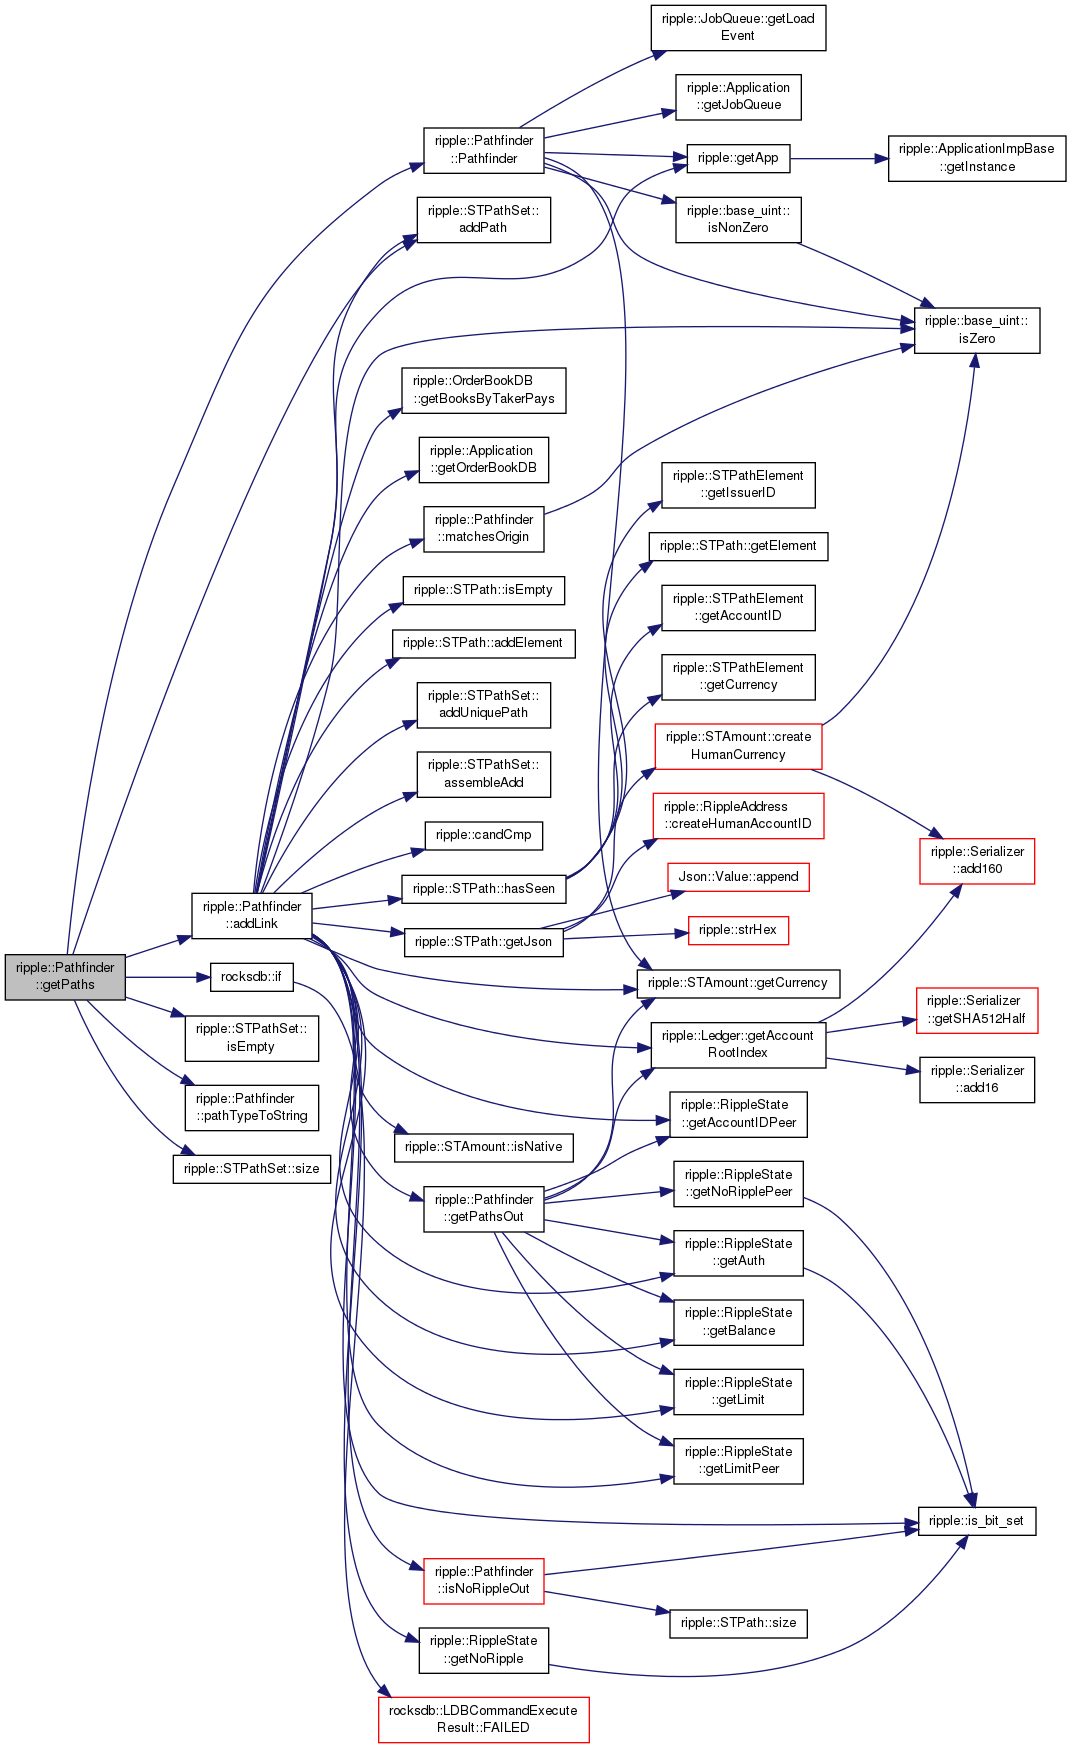 ripple::JobQueue::getLoad
Event
ripple::Application
::getJobQueue
ripple::Pathfinder
::Pathfinder
ripple::getApp
ripple::ApplicationImpBase
::getInstance
ripple::STPathSet::
addPath
ripple::base_uint::
isNonZero
ripple::base_uint::
isZero
ripple::OrderBookDB
::getBooksByTakerPays
ripple::Application
::getOrderBookDB
ripple::STPathElement
::getIssuerID
ripple::Pathfinder
::matchesOrigin
ripple::STPath::getElement
ripple::STPath::isEmpty
ripple::STPathElement
::getAccountID
ripple::STPath::addElement
ripple::STPathElement
::getCurrency
ripple::STPathSet::
addUniquePath
ripple::STAmount::create
HumanCurrency
ripple::STPathSet::
assembleAdd
ripple::RippleAddress
::createHumanAccountID
ripple::candCmp
ripple::Serializer
::add160
Json::Value::append
ripple::STPath::hasSeen
ripple::Pathfinder
::addLink
ripple::strHex
ripple::STPath::getJson
ripple::Pathfinder
::getPaths
rocksdb::if
ripple::STAmount::getCurrency
ripple::Serializer
::getSHA512Half
ripple::STPathSet::
isEmpty
ripple::Ledger::getAccount
RootIndex
ripple::Serializer
::add16
ripple::Pathfinder
::pathTypeToString
ripple::RippleState
::getAccountIDPeer
ripple::STAmount::isNative
ripple::STPathSet::size
ripple::RippleState
::getNoRipplePeer
ripple::Pathfinder
::getPathsOut
ripple::RippleState
::getAuth
ripple::RippleState
::getBalance
ripple::RippleState
::getLimit
ripple::RippleState
::getLimitPeer
ripple::is_bit_set
ripple::Pathfinder
::isNoRippleOut
ripple::STPath::size
ripple::RippleState
::getNoRipple
rocksdb::LDBCommandExecute
Result::FAILED